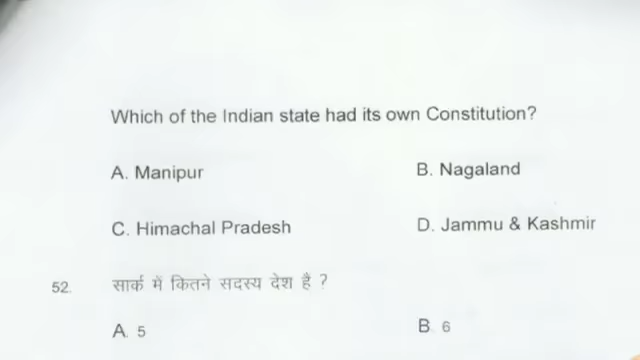 Which of the Indian state had its own Constitution?
A. Manipur B. Nagaland
C. Himachal Pradesh D. Jammu & Kashmir
52. सार्क में कितने सदस्य देश हैं ?
A. 5 B. 6